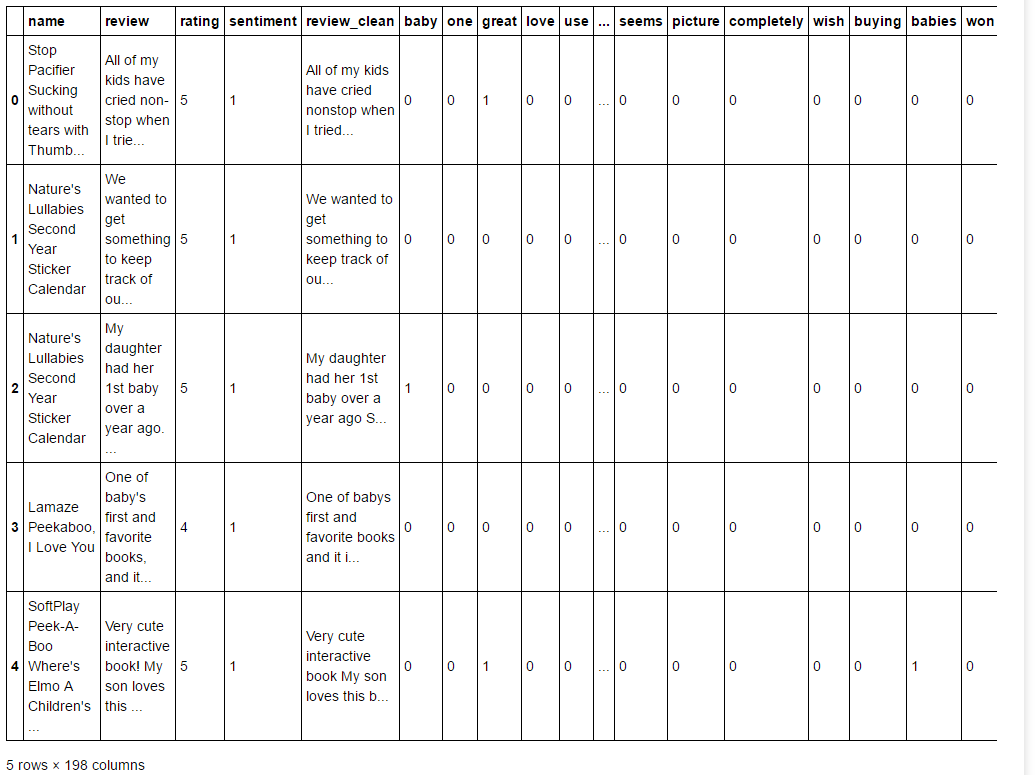 name review rating sentiment review_clean baby one great love use ... seems picture completely wish buying babies won
0
Stop
Pacifier
Sucking
without
tears with
Thumb...
All of my
kids have
cried non-
stop when
I trie...
5 1
All of my kids
have cried
nonstop when
I tried...
0 0 1 0 0 ... 0 0 0 0 0 0 0
1
Nature's
Lullabies
Second
Year
Sticker
Calendar
We
wanted to
get
something
to keep
track of
ou...
5 1
We wanted to
get
something to
keep track of
ou...
0 0 0 0 0 ... 0 0 0 0 0 0 0
2
Nature's
Lullabies
Second
Year
Sticker
Calendar
My
daughter
had her
1st baby
over a
year ago.
...
5 1
My daughter
had her 1st
baby over a
year ago S...
1 0 0 0 0 ... 0 0 0 0 0 0 0
3
Lamaze
Peekaboo,
I Love You
One of
baby's
first and
favorite
books,
and it...
4 1
One of babys
first and
favorite books
and it i...
0 0 0 0 0 ... 0 0 0 0 0 0 0
4
SoftPlay
Peek-A-
Boo
Where's
Elmo A
Children's
...
Very cute
interactive
book! My
son loves
this ...
5 1
Very cute
interactive
book My son
loves this b...
0 0 1 0 0 ... 0 0 0 0 0 1 0
5 rows × 198 columns